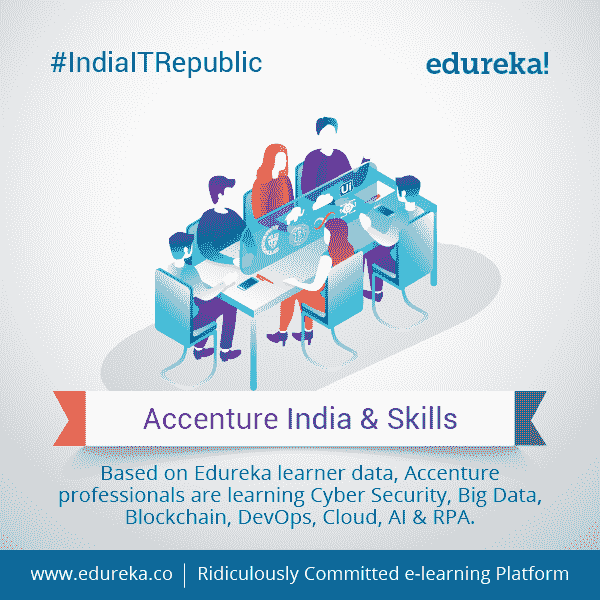 #IndiaITRepublic
edureka!
UI
Accenture India & Skills
Based on Edureka learner data, Accenture
professionals are learning Cyber Security, Big Data,
Blockchain, DevOps, Cloud, AI & RPA.
www.edureka.co | Ridiculously Committed e-learning Platform